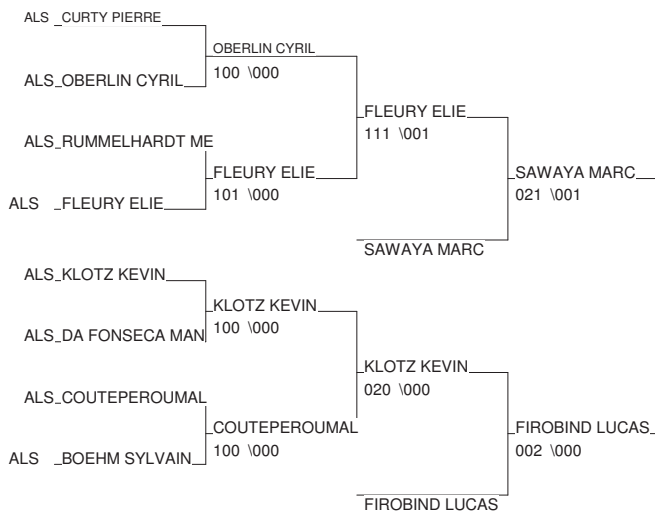 ALS _CURTY PIERRE
OBERLIN CYRIL
100 \000
ALS_OBERLIN CYRIL
FLEURY ELIE
111 \001
ALS_RUMMELHARDT ME
FLEURY ELIE
101 \000
SAWAYA MARC
021 \001
ALS _FLEURY ELIE
SAWAYA MARC
ALS_KLOTZ KEVIN
KLOTZ KEVIN
100 \000
ALS_DA FONSECA MAN
KLOTZ KEVIN
020 \000
ALS_COUTEPEROUMAL
COUTEPEROUMAL
100 \000
FIROBIND LUCAS
002 \000
ALS _BOEHM SYLVAIN
FIROBIND LUCAS